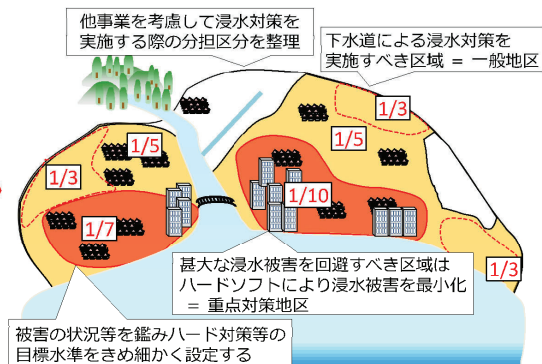 他事業を考慮して浸水対策を
実施する際の分担区分を整理
下水道による浸水対策を
実施すべき区域 = 一般地区
1/3
1/5
1/5
1/3
1/10
1/7
1/3
甚大な浸水被害を回避すべき区域は
ハードソフトにより浸水被害を最小化
= 重点対策地区
被害の状況等を鑑みハード対策等の
目標水準をきめ細かく設定する